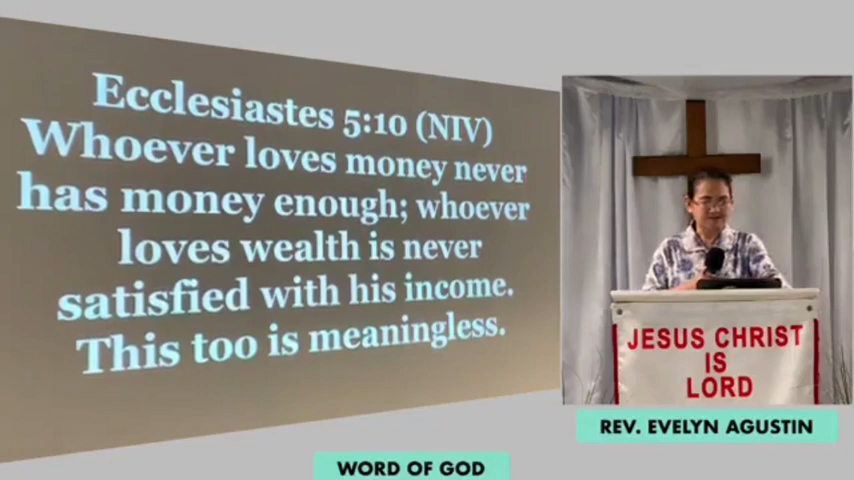 Ecclesiastes 5:10 (NIV)
Whoever loves money never
has money enough; whoever
loves wealth is never
satisfied with his income.
This too is meaningless.
JESUS CHRIST
IS
LORD
REV. EVELYN AGUSTIN
WORD OF GOD